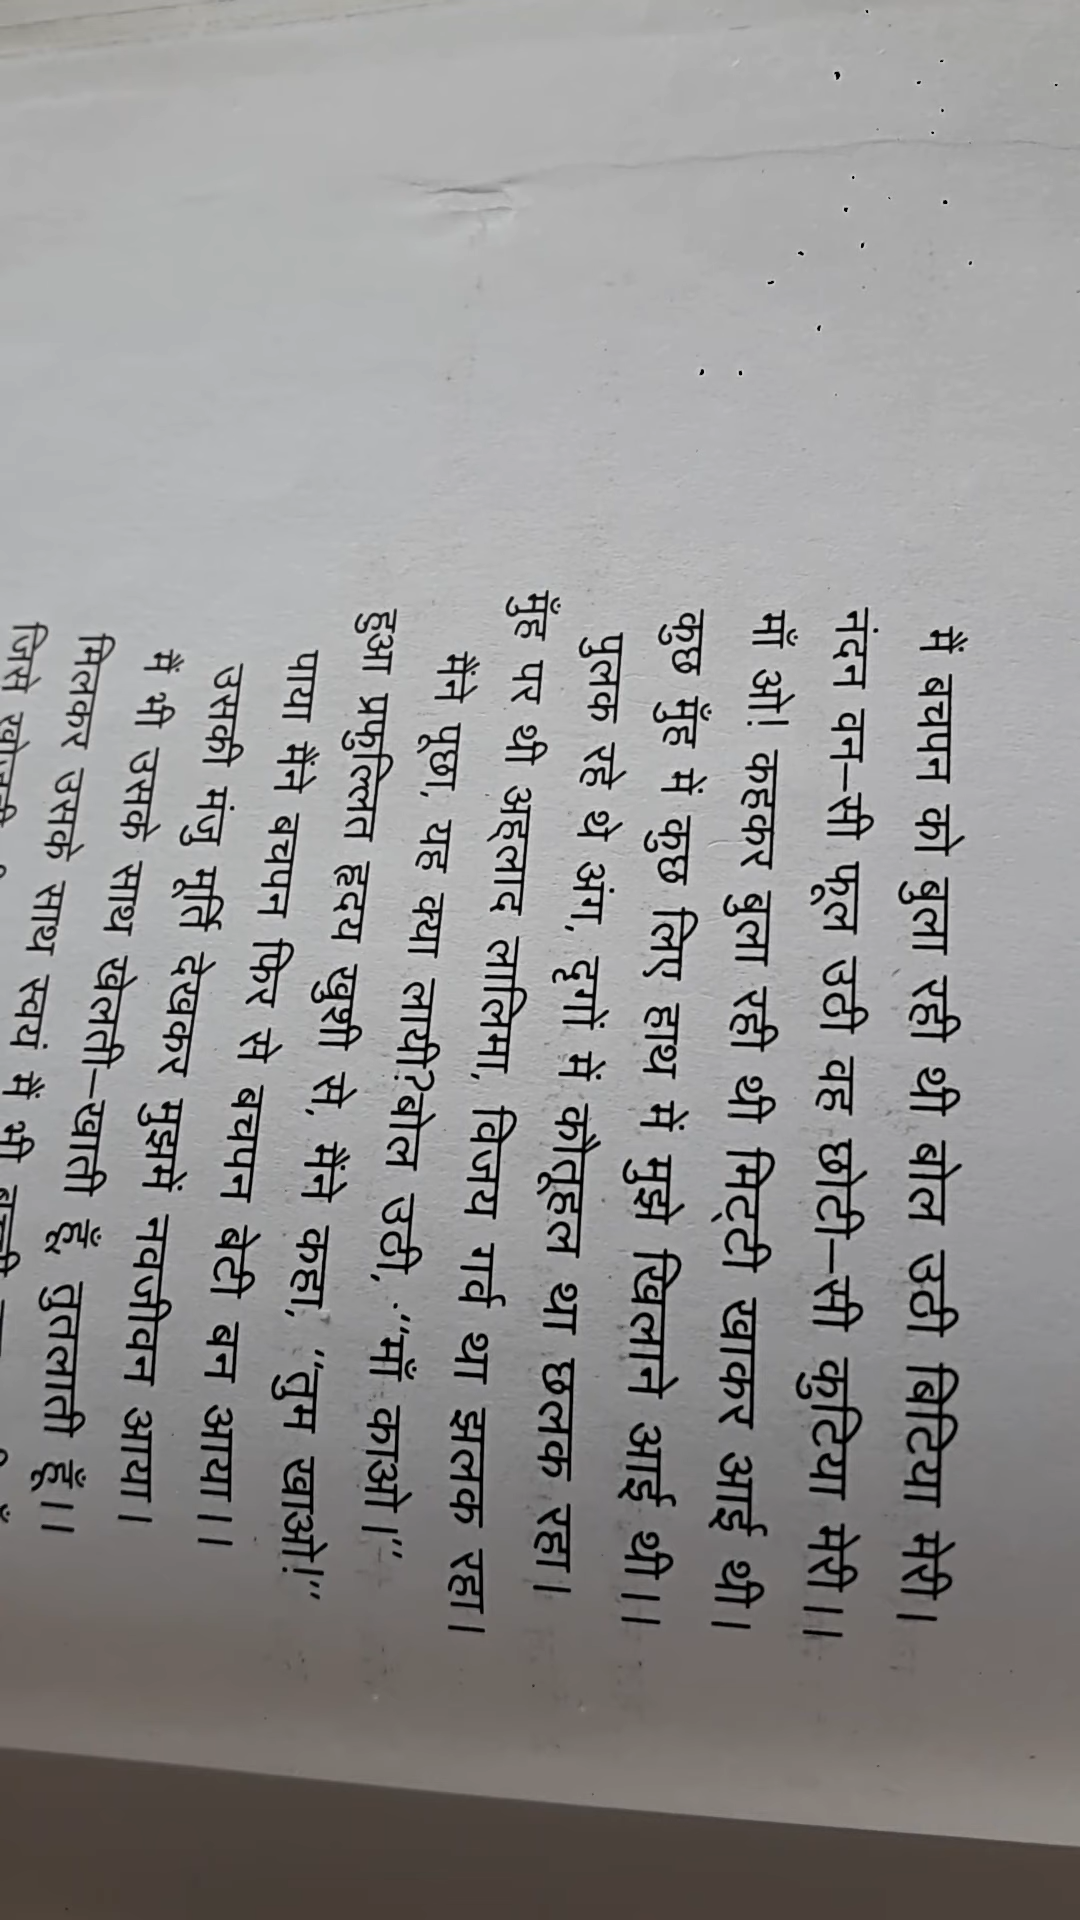 मैं बचपन को बुला रही थी बोल उठी बिटिया मेरी।
नंदन वन–सी फूल उठी वह छोटी–सी कुटिया मेरी।।
माँ ओ! कहकर बुला रही थी मिट्टी खाकर आई थी।
कुछ मुँह में कुछ लिए हाथ में मुझे खिलाने आई थी।।
पुलक रहे थे अंग, दृगों में कौतूहल था छलक रहा।
मुँह पर थी अह्लाद लालिमा, विजय गर्व था झलक रहा।
मैंने पूछा, यह क्या लायी?बोल उठी, "माँ काओ।"
हुआ प्रफुल्लित हृदय खुशी से, मैंने कहा, "तुम खाओ!"
पाया मैंने बचपन फिर से बचपन बेटी बन आया।।
उसकी मंजु मूर्ति देखकर मुझमें नवजीवन आया।
मैं भी उसके साथ खेलती–खाती हूँ तुतलाती हूँ।।
मिलकर उसके साथ स्वयं मैं भी
जिसे